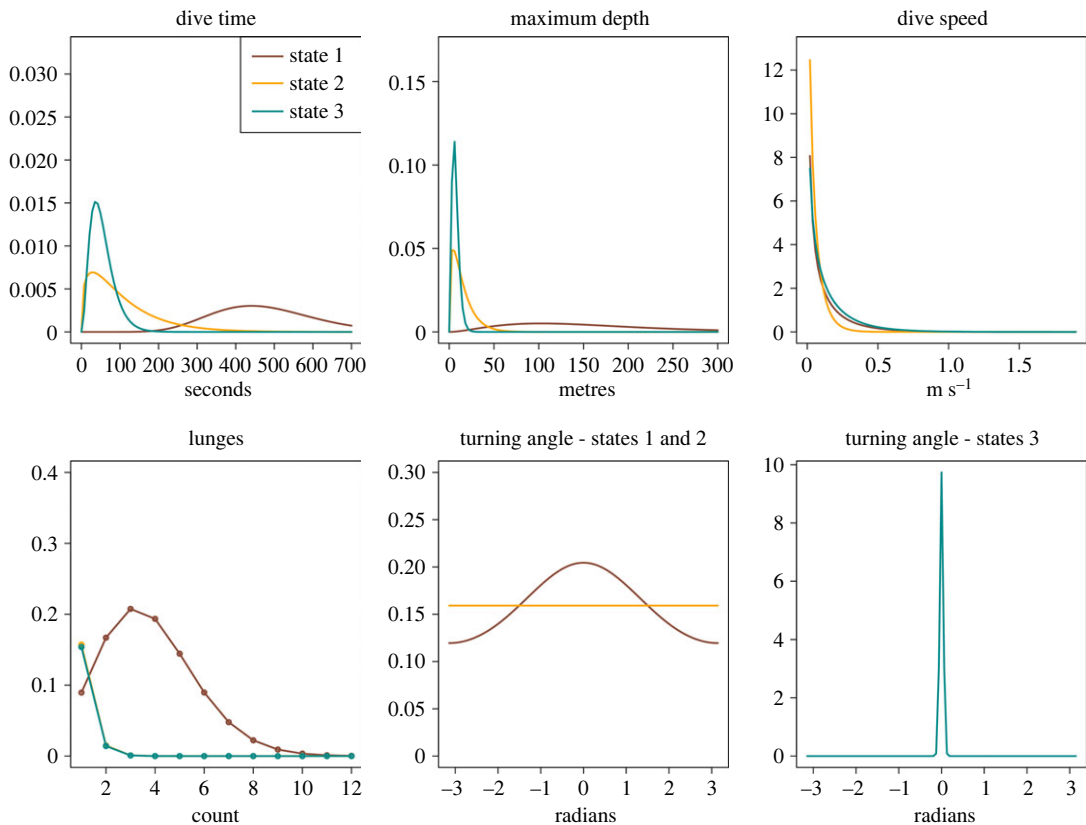 dive time
0.030
0.025
0.020
0.015
0.010
0.005
0
state 1
state 2
state 3
0 100 200 300 400 500 600 700
seconds
maximum depth
0.15
0.10
0.05
0
0 50 100 150 200 250 300
metres
dive speed
12
10
8
6
4
2
0
0 0.5 1.0 1.5
m s⁻¹
lunges
0.4
0.3
0.2
0.1
0
2 4 6 8 10 12
count
turning angle - states 1 and 2
0.30
0.25
0.20
0.15
0.10
0.05
0.00
−3 −2 −1 0 1 2 3
radians
turning angle - states 3
10
8
6
4
2
0
−3 −2 −1 0 1 2 3
radians